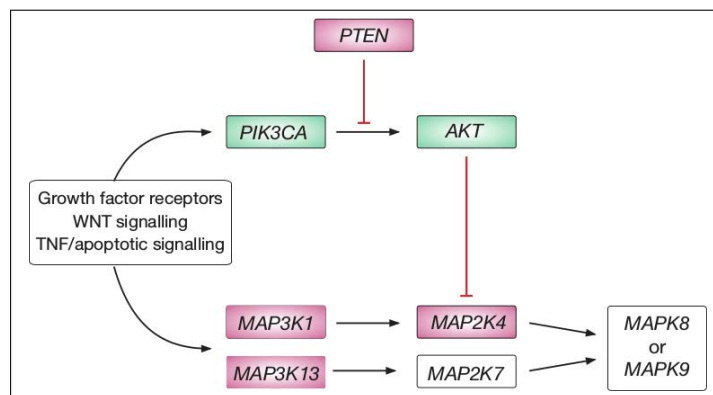 PTEN
PIK3CA
AKT
Growth factor receptors
WNT signalling
TNF/apoptotic signalling
MAP3K1
MAP2K4
MAPK8
or
MAPK9
MAP3K13
MAP2K7